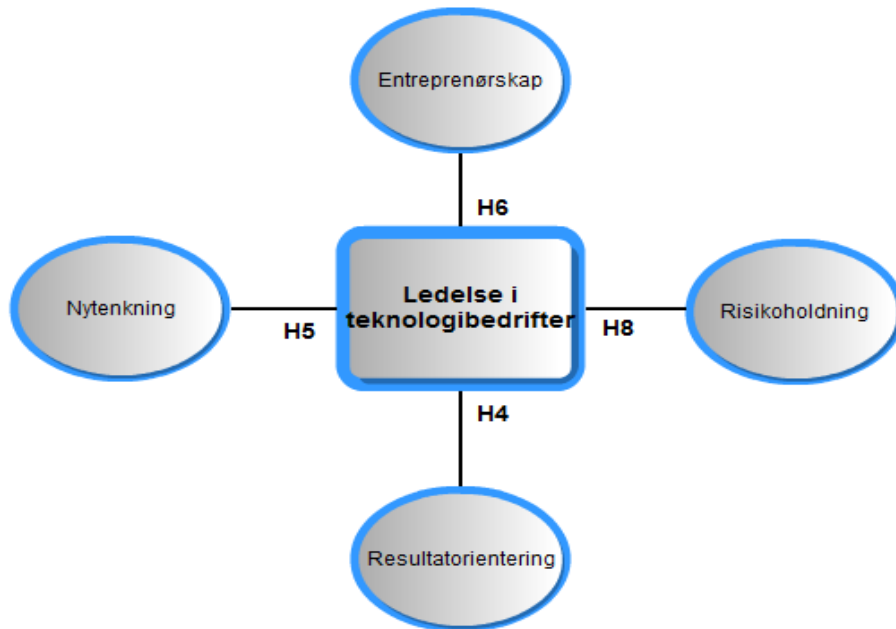 Entreprenørskap
H6
Nytenkning
H5
Ledelse i
teknologibedrifter
H8
Risikoholdning
H4
Resultatorientering